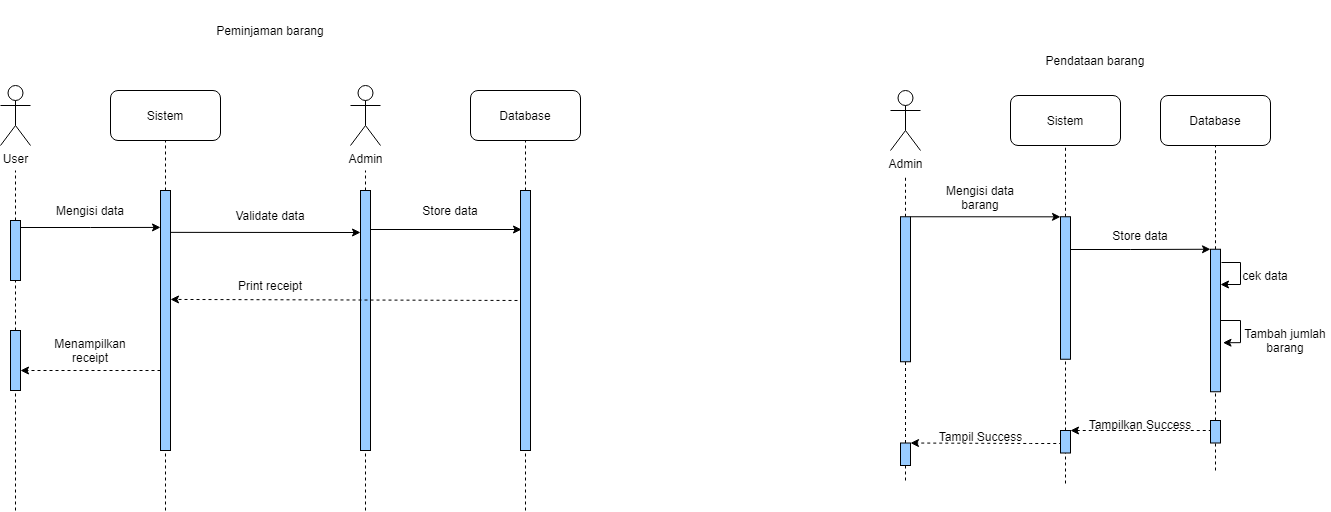 Peminjaman barang
User
Sistem
Admin
Database
Mengisi data
Validate data
Store data
Print receipt
Menampilkan
receipt
Pendataan barang
Admin
Sistem
Database
Mengisi data
barang
Store data
cek data
Tambah jumlah
barang
Tampilkan Success
Tampil Success